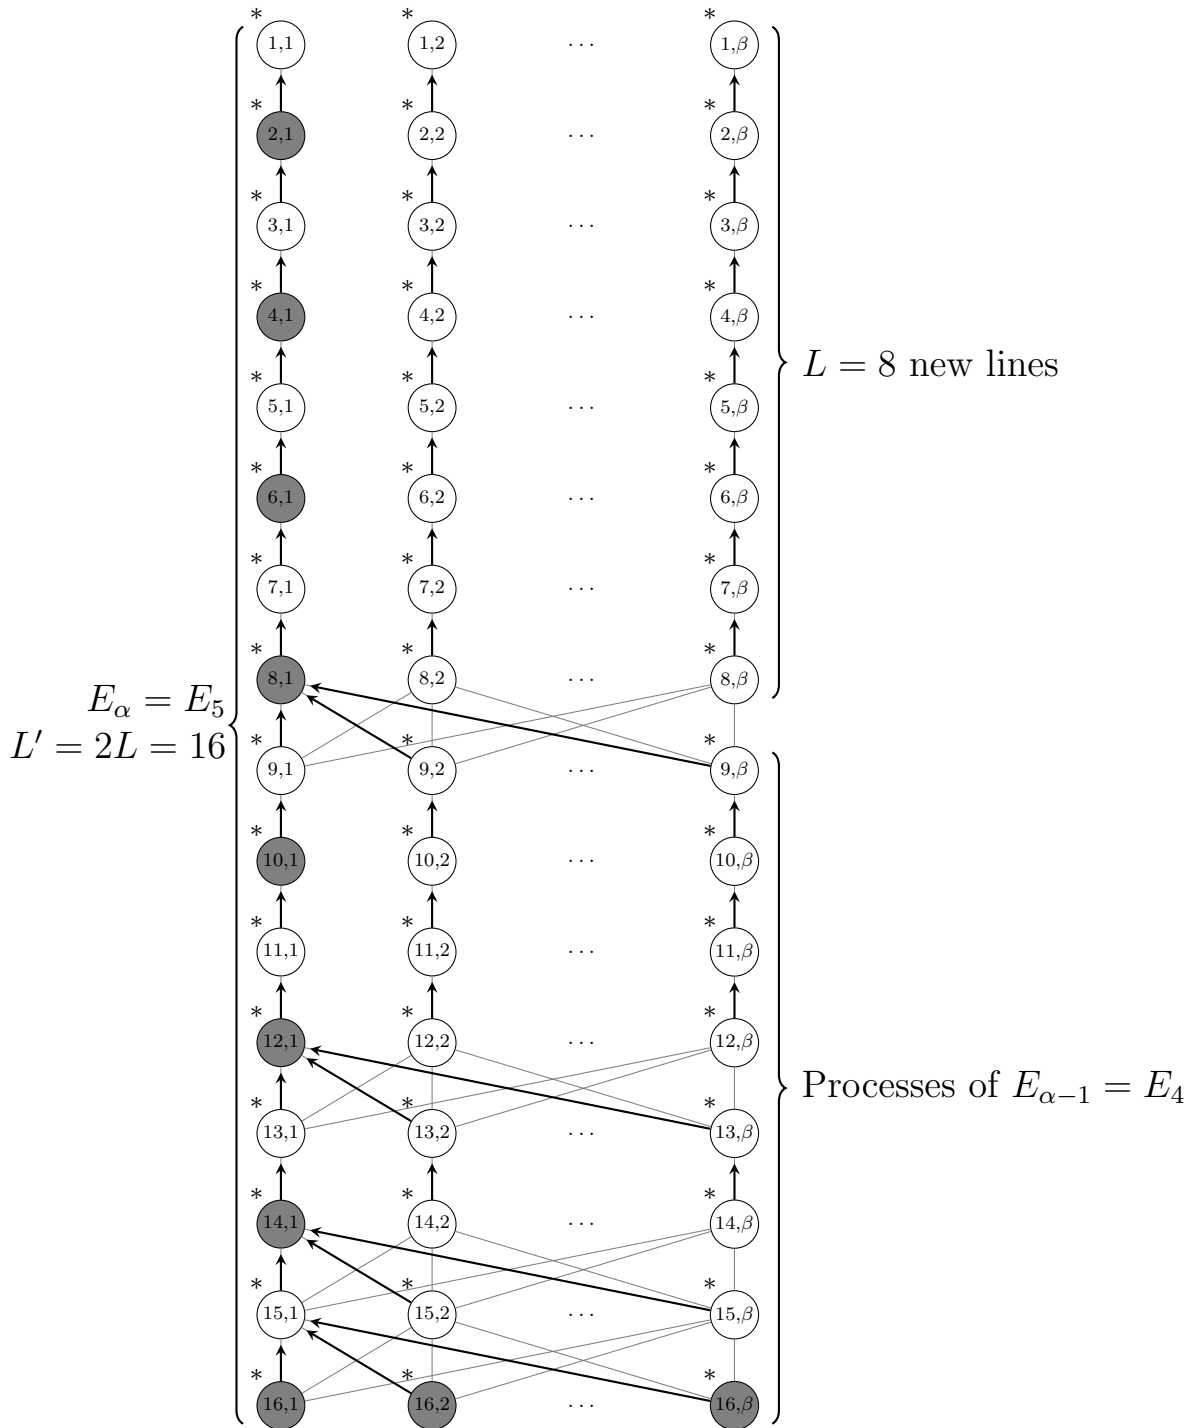 * * *
1,1 1,2 ... 1,β
* * *
2,1 2,2 ... 2,β
* * *
3,1 3,2 ... 3,β
* * *
4,1 4,2 ... 4,β
L = 8 new lines
* * *
5,1 5,2 ... 5,β
* * *
6,1 6,2 ... 6,β
* * *
7,1 7,2 ... 7,β
* * *
8,1 8,2 ... 8,β
E_α = E_5
L′ = 2L = 16
* * *
9,1 9,2 ... 9,β
* * *
10,1 10,2 ... 10,β
* * *
11,1 11,2 ... 11,β
* * *
12,1 12,2 ... 12,β
Processes of E_{α−1} = E_4
* * *
13,1 13,2 ... 13,β
* * *
14,1 14,2 ... 14,β
* * *
15,1 15,2 ... 15,β
* * *
16,1 16,2 ... 16,β